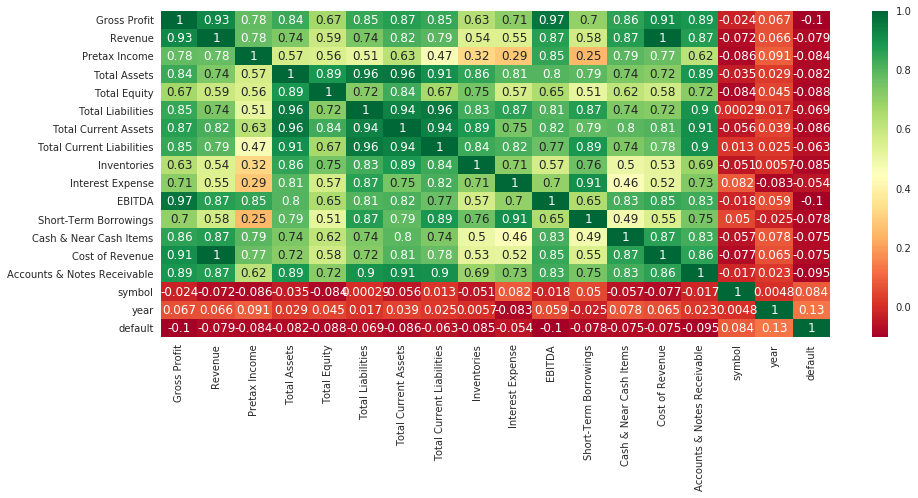 Gross Profit 1 0.93 0.78 0.84 0.67 0.85 0.87 0.85 0.63 0.71 0.97 0.7 0.86 0.91 0.89 -0.024 0.067 -0.1
Revenue 0.93 1 0.78 0.74 0.59 0.74 0.82 0.79 0.54 0.55 0.87 0.58 0.87 1 0.87 -0.072 0.066 -0.079
Pretax Income 0.78 0.78 1 0.57 0.56 0.51 0.63 0.47 0.32 0.29 0.85 0.25 0.79 0.77 0.62 -0.086 0.091 -0.084
Total Assets 0.84 0.74 0.57 1 0.89 0.96 0.96 0.91 0.86 0.81 0.8 0.79 0.74 0.72 0.89 -0.035 0.029 -0.082
Total Equity 0.67 0.59 0.56 0.89 1 0.72 0.84 0.67 0.75 0.57 0.65 0.51 0.62 0.58 0.72 -0.084 0.045 -0.088
Total Liabilities 0.85 0.74 0.51 0.96 0.72 1 0.94 0.96 0.83 0.87 0.81 0.87 0.74 0.72 0.9 0.00029 0.017 -0.069
Total Current Assets 0.87 0.82 0.63 0.96 0.84 0.94 1 0.94 0.89 0.75 0.82 0.79 0.8 0.81 0.91 -0.056 0.039 -0.086
Total Current Liabilities 0.85 0.79 0.47 0.91 0.67 0.96 0.94 1 0.84 0.82 0.77 0.89 0.74 0.78 0.9 0.013 0.025 -0.063
Inventories 0.63 0.54 0.32 0.86 0.75 0.83 0.89 0.84 1 0.71 0.57 0.76 0.5 0.53 0.69 -0.051 0.0057 -0.085
Interest Expense 0.71 0.55 0.29 0.81 0.57 0.87 0.75 0.82 0.71 1 0.7 0.91 0.46 0.52 0.73 0.082 -0.083 -0.054
EBITDA 0.97 0.87 0.85 0.8 0.65 0.81 0.82 0.77 0.57 0.7 1 0.65 0.83 0.85 0.83 -0.018 0.059 -0.1
Short-Term Borrowings 0.7 0.58 0.25 0.79 0.51 0.87 0.79 0.89 0.76 0.91 0.65 1 0.49 0.55 0.75 0.05 -0.025 -0.078
Cash & Near Cash Items 0.86 0.87 0.79 0.74 0.62 0.74 0.8 0.74 0.5 0.46 0.83 0.49 1 0.87 0.83 -0.057 0.078 -0.075
Cost of Revenue 0.91 1 0.77 0.72 0.58 0.72 0.81 0.78 0.53 0.52 0.85 0.55 0.87 1 0.86 -0.077 0.065 -0.075
Accounts & Notes Receivable 0.89 0.87 0.62 0.89 0.72 0.9 0.91 0.9 0.69 0.73 0.83 0.75 0.83 0.86 1 -0.017 0.023 -0.095
symbol -0.024 -0.072 -0.086 -0.035 -0.084 0.00029 -0.056 0.013 -0.051 0.082 -0.018 0.05 -0.057 -0.077 -0.017 1 0.0048 0.084
year 0.067 0.066 0.091 0.029 0.045 0.017 0.039 0.025 0.0057 -0.083 0.059 -0.025 0.078 0.065 0.023 0.0048 1 0.13
default -0.1 -0.079 -0.084 -0.082 -0.088 -0.069 -0.086 -0.063 -0.085 -0.054 -0.1 -0.078 -0.075 -0.075 -0.095 0.084 0.13 1
Gross Profit
Revenue
Pretax Income
Total Assets
Total Equity
Total Liabilities
Total Current Assets
Total Current Liabilities
Inventories
Interest Expense
EBITDA
Short-Term Borrowings
Cash & Near Cash Items
Cost of Revenue
Accounts & Notes Receivable
symbol
year
default
1.0
0.8
0.6
0.4
0.2
0.0